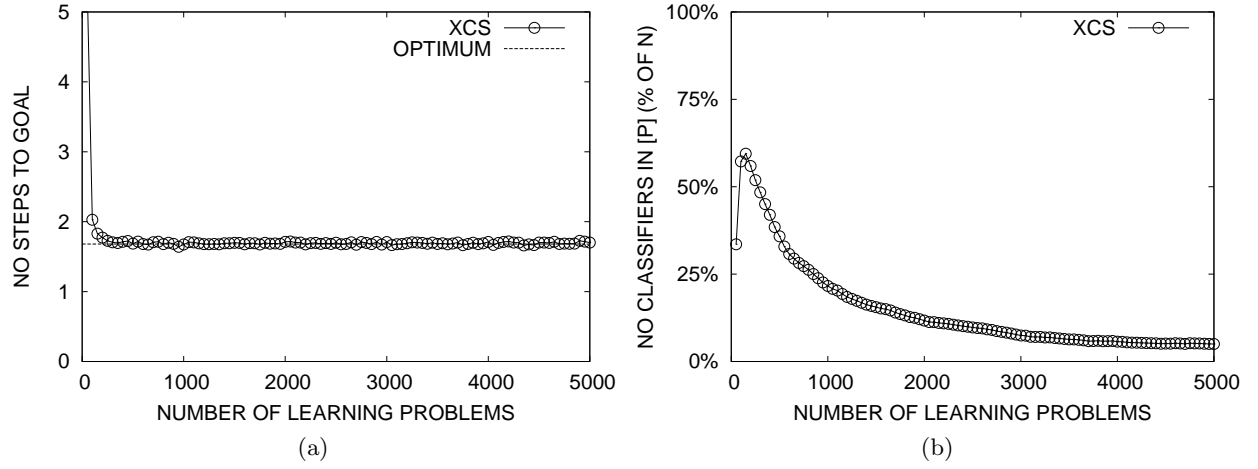 5
4
3
2
1
0
0 1000 2000 3000 4000 5000
NO STEPS TO GOAL
NUMBER OF LEARNING PROBLEMS
XCS
OPTIMUM
(a)
100%
75%
50%
25%
0%
0 1000 2000 3000 4000 5000
NO CLASSIFIERS IN [P] (% OF N)
NUMBER OF LEARNING PROBLEMS
XCS
(b)